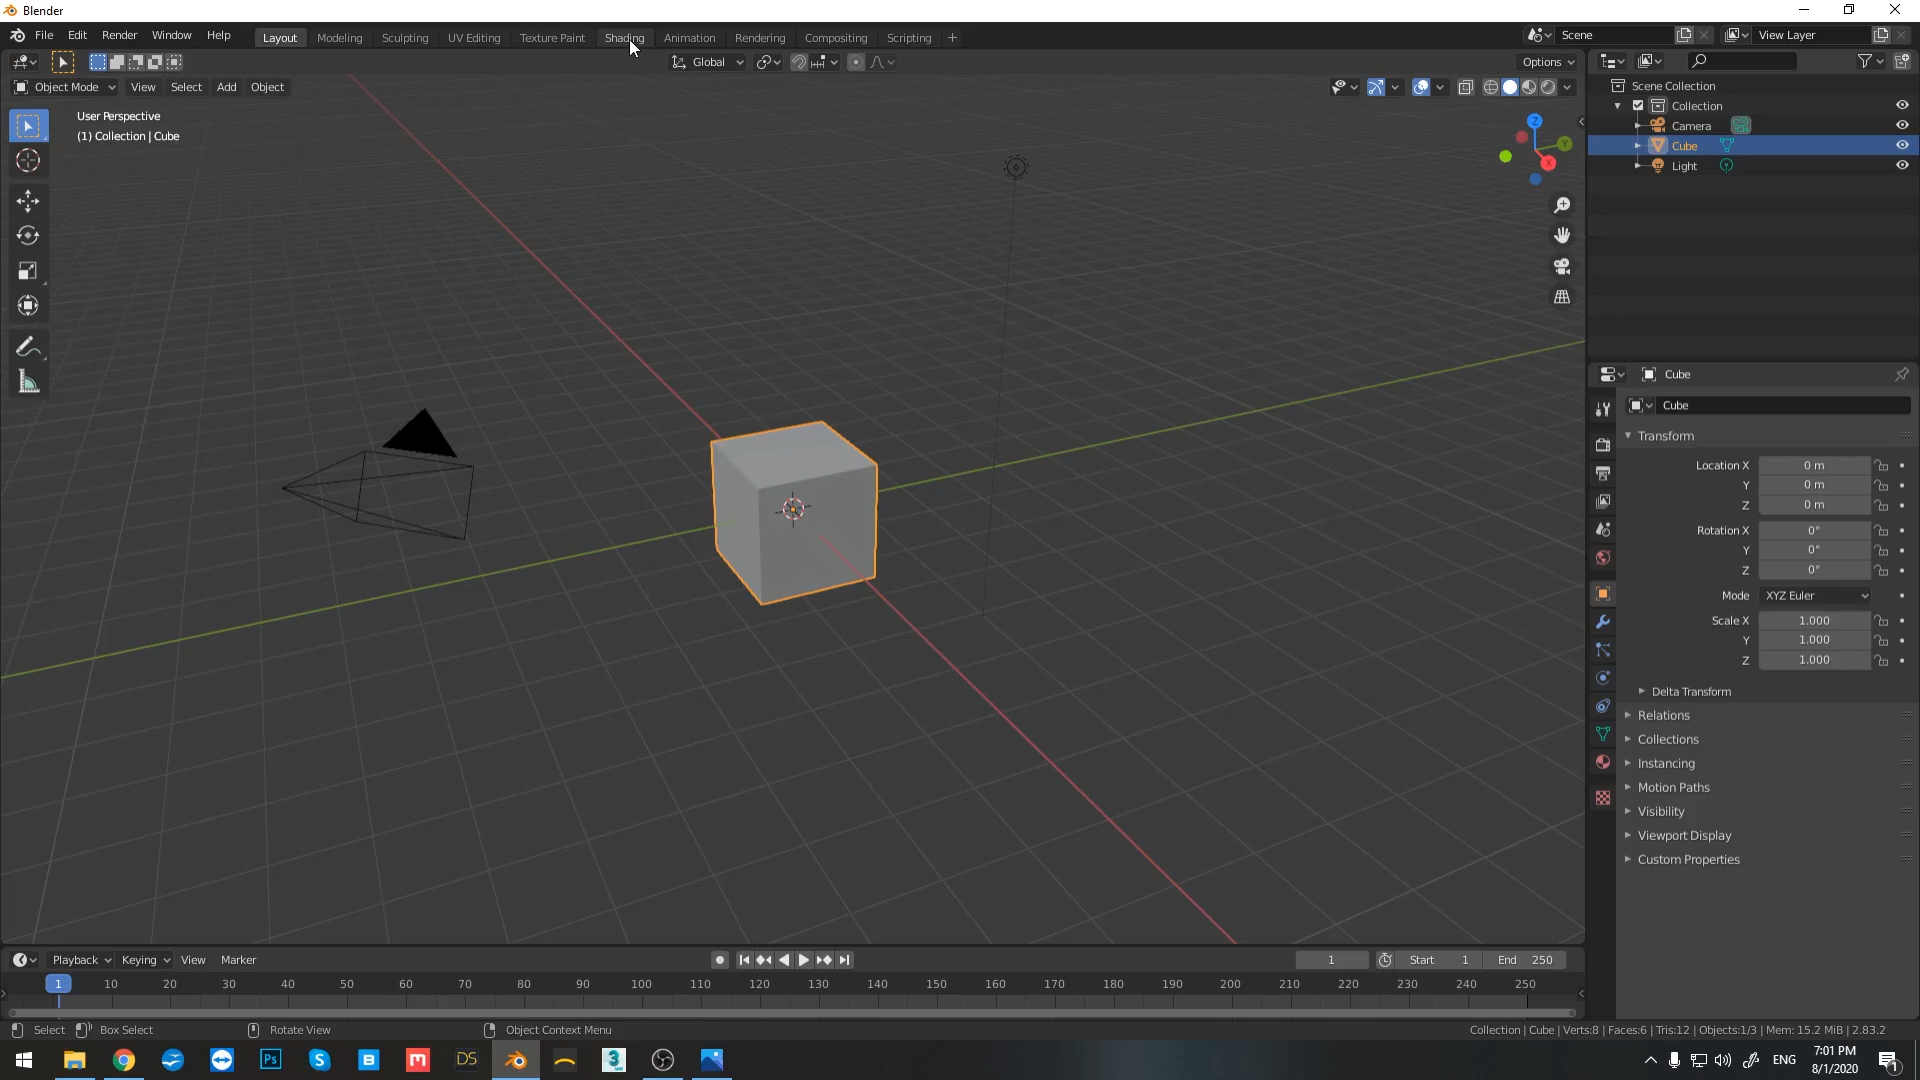 Blender
File Edit Render Window Help Layout Modeling Sculpting UV Editing Texture Paint Shading Animation Rendering Compositing Scripting + Scene View Layer
Global Options
Object Mode View Select Add Object
User Perspective
(1) Collection | Cube
Z
Y
X
Scene Collection
Collection
Camera
Cube
Light
Cube
Cube
Transform
Location X 0 m
Y 0 m
Z 0 m
Rotation X 0°
Y 0°
Z 0°
Mode XYZ Euler
Scale X 1.000
Y 1.000
Z 1.000
Delta Transform
Relations
Collections
Instancing
Motion Paths
Visibility
Viewport Display
Custom Properties
Playback Keying View Marker 1 Start 1 End 250
1 10 20 30 40 50 60 70 80 90 100 110 120 130 140 150 160 170 180 190 200 210 220 230 240 250
Select Box Select Rotate View Object Context Menu Collection | Cube | Verts:8 | Faces:6 | Tris:12 | Objects:1/3 | Mem: 15.2 MiB | 2.83.2
Ps S B m DS 3 ENG 7:01 PM
8/1/2020 1